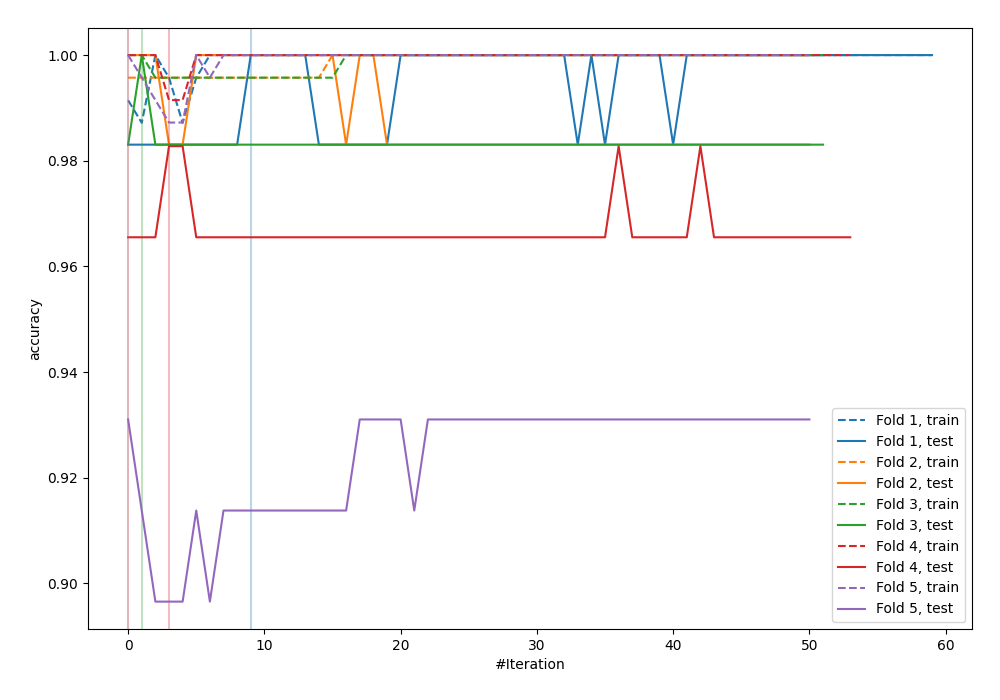 1.00
0.98
0.96
0.94
0.92
0.90
accuracy
0
10
20
30
40
50
60
#Iteration
Fold 1, train
Fold 1, test
Fold 2, train
Fold 2, test
Fold 3, train
Fold 3, test
Fold 4, train
Fold 4, test
Fold 5, train
Fold 5, test